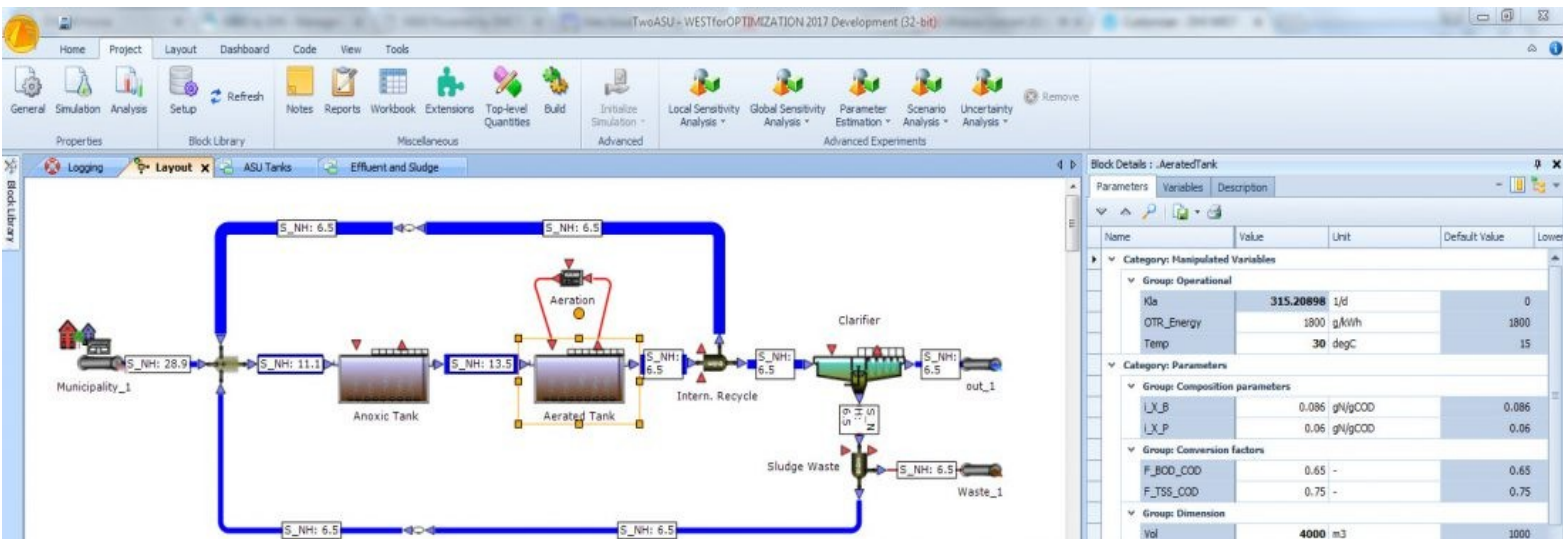 TwoASU - WESTforOPTIMIZATION 2017 Development (32-bit)
Home Project Layout Dashboard Code View Tools
General Simulation Analysis Setup Refresh Notes Reports Workbook Extensions Top-level Quantities Build Initialize Simulation Local Sensitivity Analysis Global Sensitivity Analysis Parameter Estimation Scenario Analysis Uncertainty Analysis Remove
Properties Block Library Miscellaneous Advanced Advanced Experiments
Block Library
Logging Layout ASU Tanks Effluent and Sludge
S_NH: 6.5 S_NH: 6.5
Aeration
Clarifier
S_NH: 28.9 S_NH: 11.1 S_NH: 13.5 S_NH: 6.5 S_NH: 6.5 S_NH: 6.5
Municipality_1
out_1
Intern. Recycle
Anoxic Tank Aerated Tank
S_NH: 6.5
Sludge Waste S_NH: 6.5
Waste_1
S_NH: 6.5 S_NH: 6.5
Block Details : .AeratedTank
Parameters Variables Description
Name Value Unit Default Value Lower
Category: Manipulated Variables
Group: Operational
Kla 315.20898 1/d 0
OTR_Energy 1800 g/kWh 1800
Temp 30 degC 15
Category: Parameters
Group: Composition parameters
i_X_B 0.086 gN/gCOD 0.086
i_X_P 0.06 gN/gCOD 0.06
Group: Conversion factors
F_BOD_COD 0.65 - 0.65
F_TSS_COD 0.75 - 0.75
Group: Dimension
Vol 4000 m3 1000